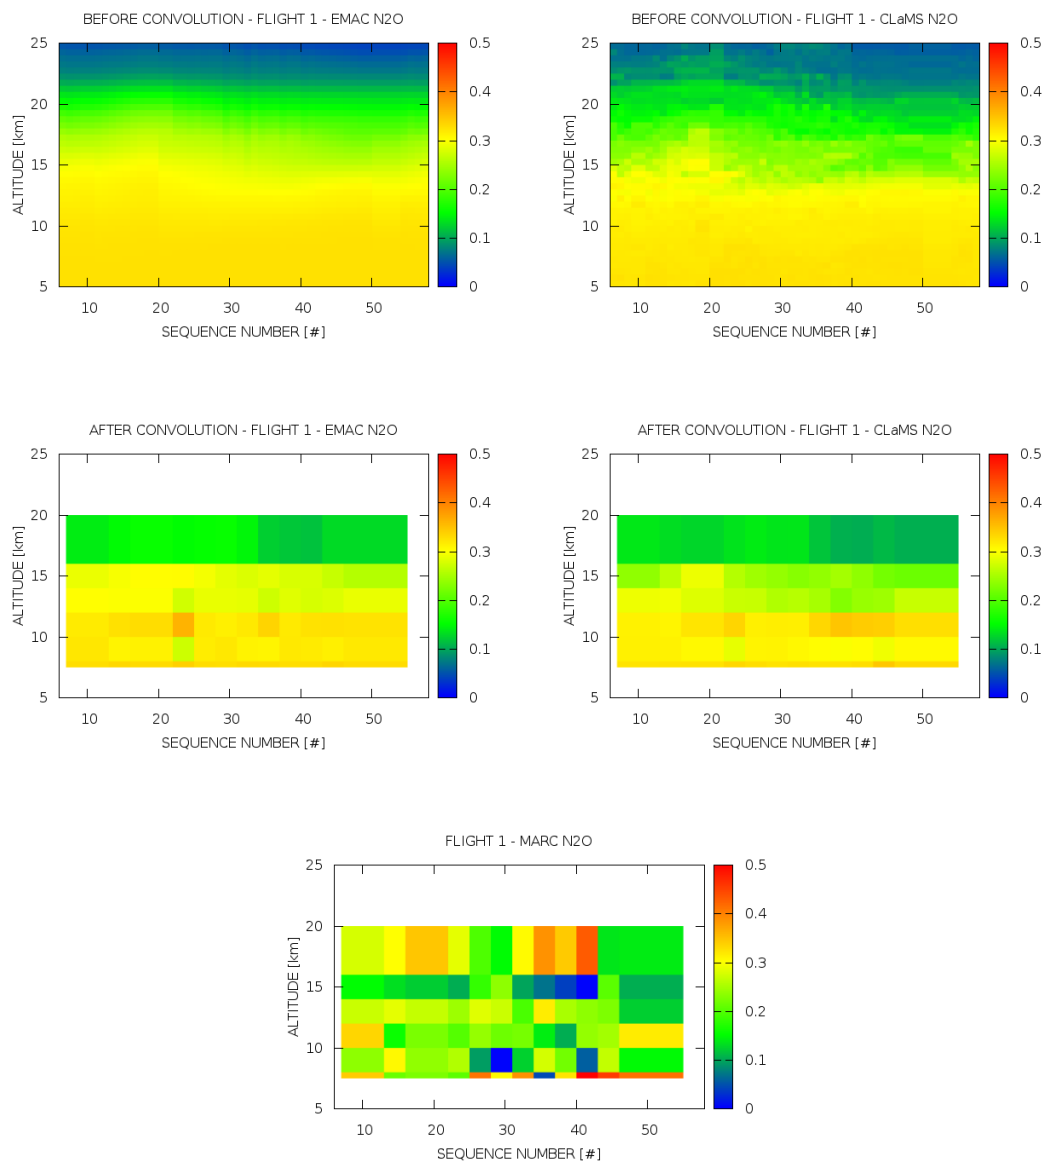 BEFORE CONVOLUTION - FLIGHT 1 - EMAC N2O
25
20
15
10
5
ALTITUDE [km]
10 20 30 40 50
SEQUENCE NUMBER [#]
0.5
0.4
0.3
0.2
0.1
0
BEFORE CONVOLUTION - FLIGHT 1 - CLaMS N2O
25
20
15
10
5
ALTITUDE [km]
10 20 30 40 50
SEQUENCE NUMBER [#]
0.5
0.4
0.3
0.2
0.1
0
AFTER CONVOLUTION - FLIGHT 1 - EMAC N2O
25
20
15
10
5
ALTITUDE [km]
10 20 30 40 50
SEQUENCE NUMBER [#]
0.5
0.4
0.3
0.2
0.1
0
AFTER CONVOLUTION - FLIGHT 1 - CLaMS N2O
25
20
15
10
5
ALTITUDE [km]
10 20 30 40 50
SEQUENCE NUMBER [#]
0.5
0.4
0.3
0.2
0.1
0
FLIGHT 1 - MARC N2O
25
20
15
10
5
ALTITUDE [km]
10 20 30 40 50
SEQUENCE NUMBER [#]
0.5
0.4
0.3
0.2
0.1
0